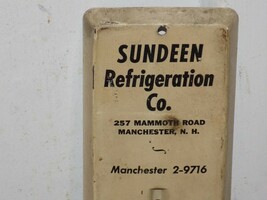 SUNDEEN
Refrigeration
Co.
257 MAMMOTH ROAD
MANCHESTER, N. H.
Manchester 2-9716